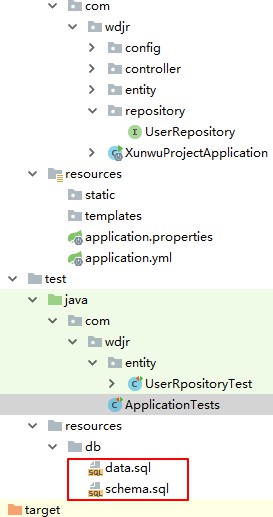 com
wdjr
config
controller
entity
repository
UserRepository
XunwuProjectApplication
resources
static
templates
application.properties
application.yml
test
java
com
wdjr
entity
UserRpositoryTest
ApplicationTests
resources
db
data.sql
schema.sql
target